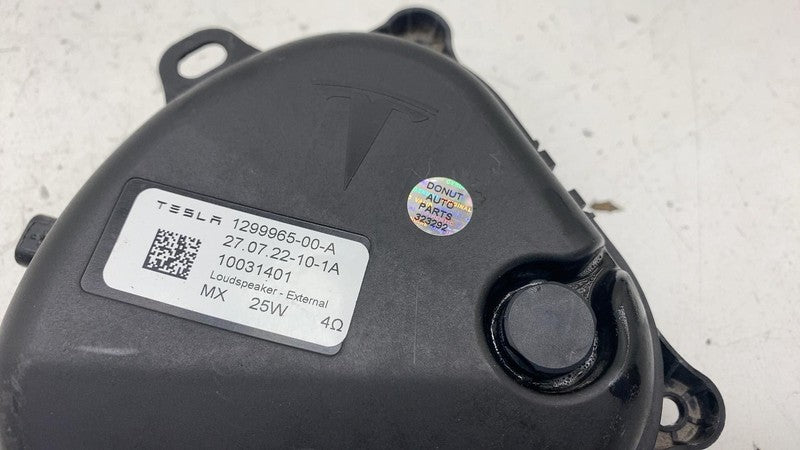 TESLA 1299965-00-A
27.07.22-10-1A
10031401
Loudspeaker - External
MX 25W 4Ω
DONUT
AUTO
PARTS
323292